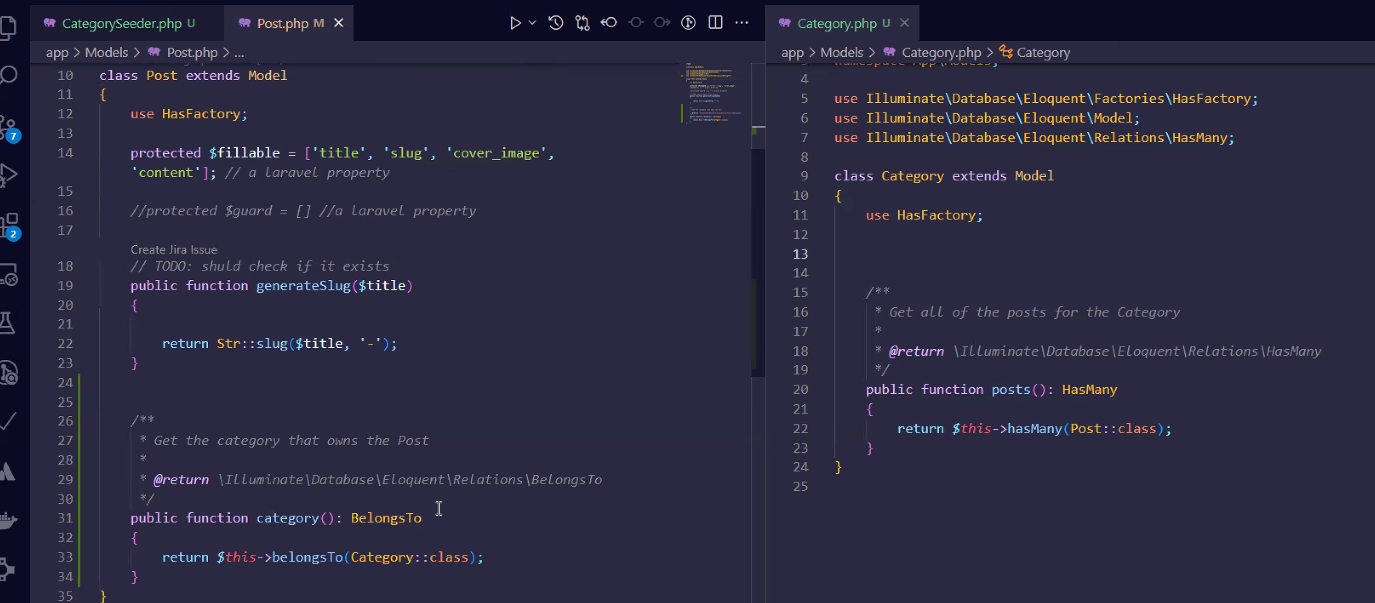 CategorySeeder.php U
Post.php M
app > Models > Post.php > ...
10 class Post extends Model
11 {
12 use HasFactory;
13
14 protected $fillable = ['title', 'slug', 'cover_image',
'content']; // a laravel property
15
16 //protected $guard = [] //a laravel property
17
Create Jira Issue
18 // TODO: shuld check if it exists
19 public function generateSlug($title)
20 {
21
22 return Str::slug($title, '-');
23 }
24
25
26 /**
27 * Get the category that owns the Post
28 *
29 * @return \Illuminate\Database\Eloquent\Relations\BelongsTo
30 */
31 public function category(): BelongsTo
32 {
33 return $this->belongsTo(Category::class);
34 }
35 }
7
2
Category.php U
app > Models > Category.php > Category
namespace App\Models;
4
5 use Illuminate\Database\Eloquent\Factories\HasFactory;
6 use Illuminate\Database\Eloquent\Model;
7 use Illuminate\Database\Eloquent\Relations\HasMany;
8
9 class Category extends Model
10 {
11 use HasFactory;
12
13
14
15 /**
16 * Get all of the posts for the Category
17 *
18 * @return \Illuminate\Database\Eloquent\Relations\HasMany
19 */
20 public function posts(): HasMany
21 {
22 return $this->hasMany(Post::class);
23 }
24 }
25